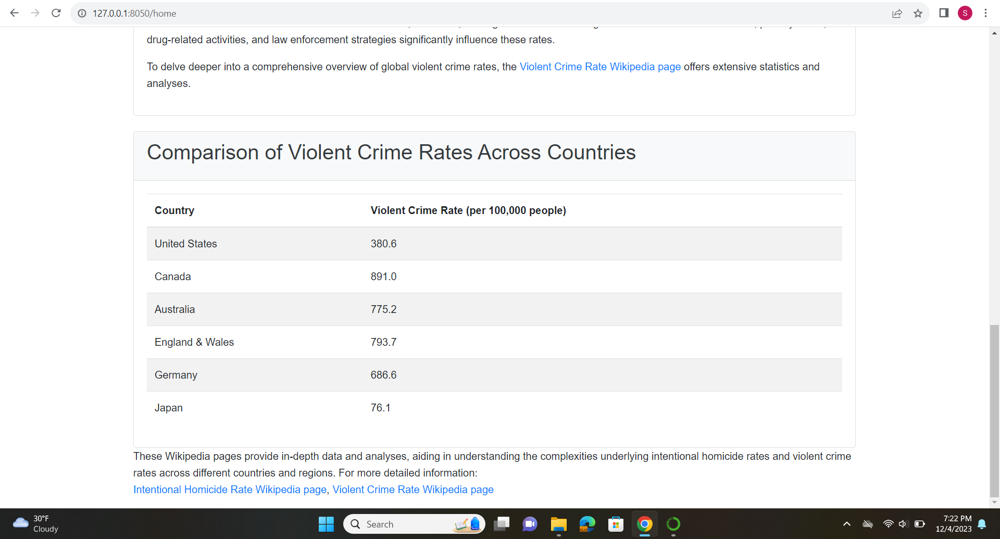 127.0.0.1:8050/home
S
drug-related activities, and law enforcement strategies significantly influence these rates.
To delve deeper into a comprehensive overview of global violent crime rates, the Violent Crime Rate Wikipedia page offers extensive statistics and
analyses.
Comparison of Violent Crime Rates Across Countries
Country Violent Crime Rate (per 100,000 people)
United States 380.6
Canada 891.0
Australia 775.2
England & Wales 793.7
Germany 686.6
Japan 76.1
These Wikipedia pages provide in-depth data and analyses, aiding in understanding the complexities underlying intentional homicide rates and violent crime
rates across different countries and regions. For more detailed information:
Intentional Homicide Rate Wikipedia page, Violent Crime Rate Wikipedia page
30°F
Cloudy
Search
7:22 PM
12/4/2023